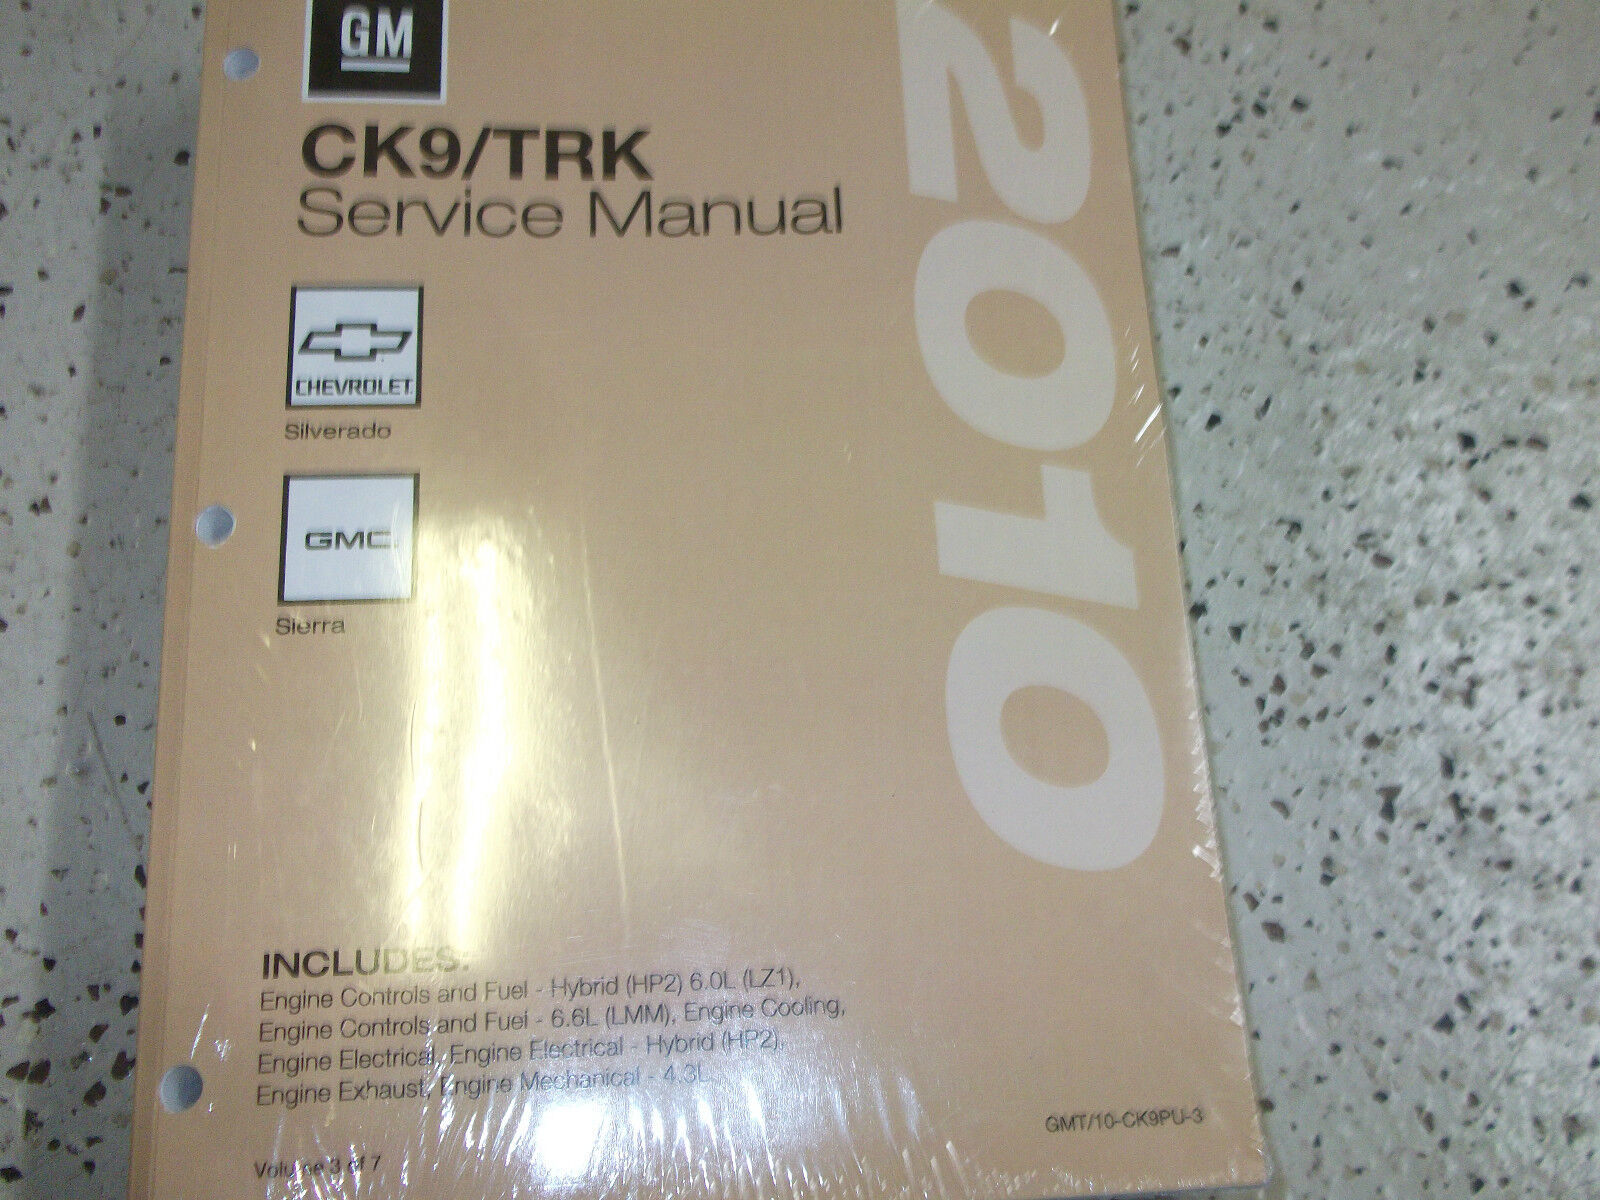 GM
CK9/TRK
Service Manual
2010
CHEVROLET
Silverado
GMC
Sierra
INCLUDES:
Engine Controls and Fuel - Hybrid (HP2) 6.0L (LZ1),
Engine Controls and Fuel - 6.6L (LMM), Engine Cooling,
Engine Electrical, Engine Electrical - Hybrid (HP2),
Engine Exhaust, Engine Mechanical - 4.3L
GMT/10-CK9PU-3
Volume 3 of 7